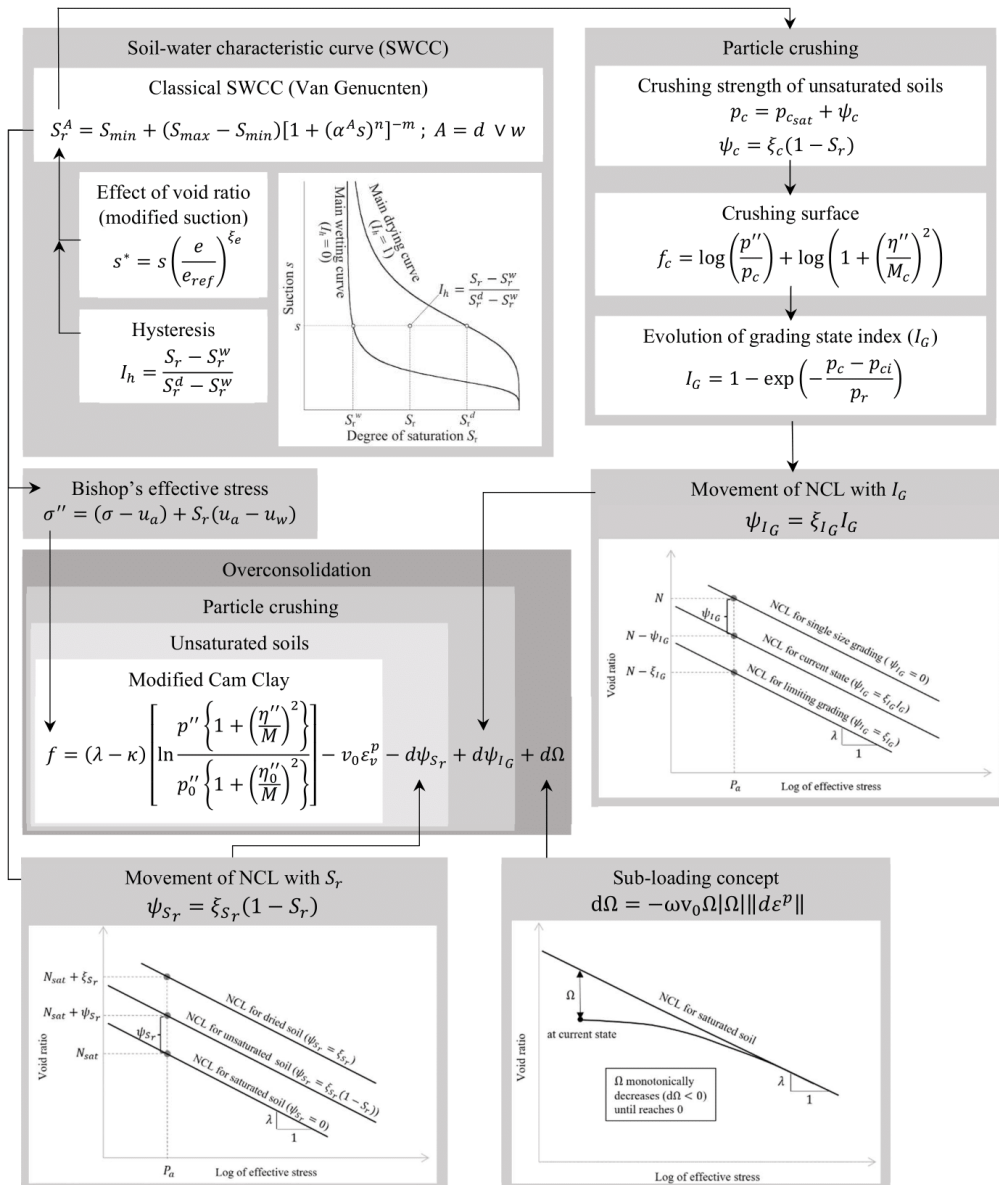 Soil-water characteristic curve (SWCC)
Classical SWCC (Van Genucnten)
S_r^A = S_min + (S_max − S_min)[1 + (α^A s)^n]^−m ; A = d ∨ w
Effect of void ratio
(modified suction)
s* = s (e / e_ref)^ξ_e
Hysteresis
I_h = (S_r − S_r^w) / (S_r^d − S_r^w)
Suction s
s
Main wetting curve
(I_h = 0)
Main drying curve
(I_h = 1)
I_h = (S_r − S_r^w) / (S_r^d − S_r^w)
S_r^w S_r S_r^d
Degree of saturation S_r
Particle crushing
Crushing strength of unsaturated soils
p_c = p_c_sat + ψ_c
ψ_c = ξ_c(1 − S_r)
Crushing surface
f_c = log(p′′ / p_c) + log(1 + (η′′ / M_c)^2)
Evolution of grading state index (I_G)
I_G = 1 − exp(− (p_c − p_ci) / p_r)
Bishop's effective stress
σ′′ = (σ − u_a) + S_r(u_a − u_w)
Overconsolidation
Particle crushing
Unsaturated soils
Modified Cam Clay
f = (λ − κ) [ln (p′′{1 + (η′′/M)^2}) / (p_0′′{1 + (η_0′′/M)^2})] − v_0 ε_v^p − dψ_S_r + dψ_I_G + dΩ
Movement of NCL with I_G
ψ_I_G = ξ_I_G I_G
Void ratio
N
N − ψ_I_G
N − ξ_I_G
ψ_I_G
NCL for single size grading (ψ_I_G = 0)
NCL for current state (ψ_I_G = ξ_I_G I_G)
NCL for limiting grading (ψ_I_G = ξ_I_G)
λ
1
P_a
Log of effective stress
Movement of NCL with S_r
ψ_S_r = ξ_S_r(1 − S_r)
Void ratio
N_sat + ξ_S_r
N_sat + ψ_S_r
N_sat
ψ_S_r
NCL for dried soil (ψ_S_r = ξ_S_r)
NCL for unsaturated soil (ψ_S_r = ξ_S_r(1 − S_r))
NCL for saturated soil (ψ_S_r = 0)
λ
1
P_a
Log of effective stress
Sub-loading concept
dΩ = −ωv_0Ω|Ω|‖dε^p‖
Void ratio
Ω
at current state
NCL for saturated soil
λ
1
Ω monotonically
decreases (dΩ < 0)
until reaches 0
Log of effective stress